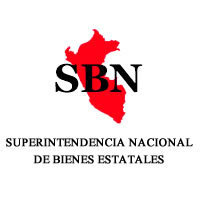 SBN
SUPERINTENDENCIA NACIONAL
DE BIENES ESTATALES